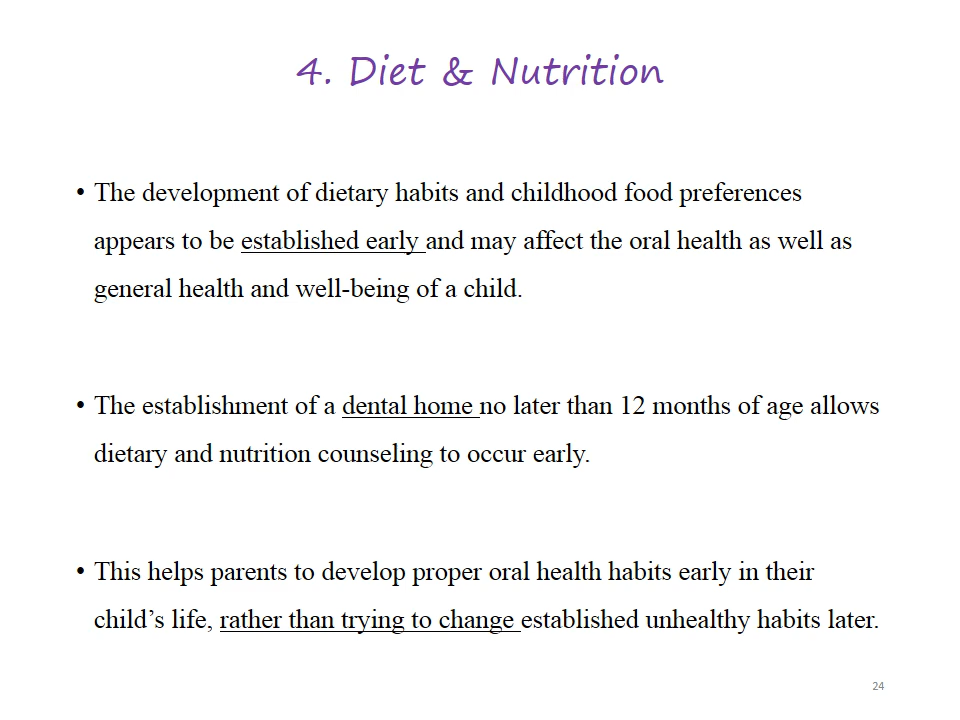 4. Diet & Nutrition
• The development of dietary habits and childhood food preferences
appears to be established early and may affect the oral health as well as
general health and well-being of a child.
• The establishment of a dental home no later than 12 months of age allows
dietary and nutrition counseling to occur early.
• This helps parents to develop proper oral health habits early in their
child’s life, rather than trying to change established unhealthy habits later.
24